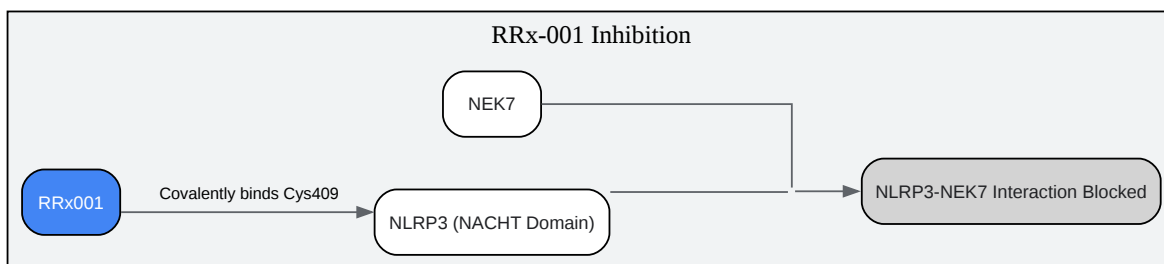 RRx-001 Inhibition
NEK7
RRx001
Covalently binds Cys409
NLRP3 (NACHT Domain)
NLRP3-NEK7 Interaction Blocked